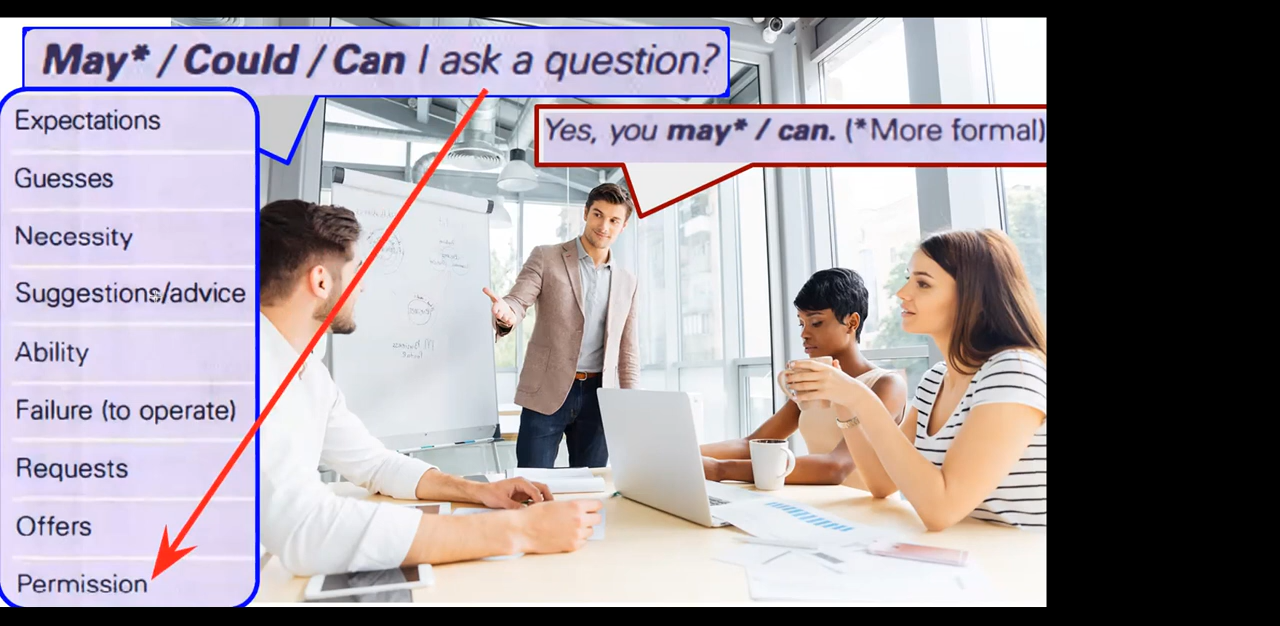 May* / Could / Can I ask a question?
Yes, you may* / can. (*More formal)
Expectations
Guesses
Necessity
Suggestions/advice
Ability
Failure (to operate)
Requests
Offers
Permission